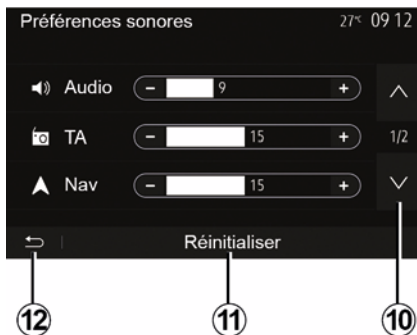 Préférences sonores 27°C 09 12
Audio - 9 +
TA - 15 + 1/2
Nav - 15 +
Réinitialiser
12 11 10